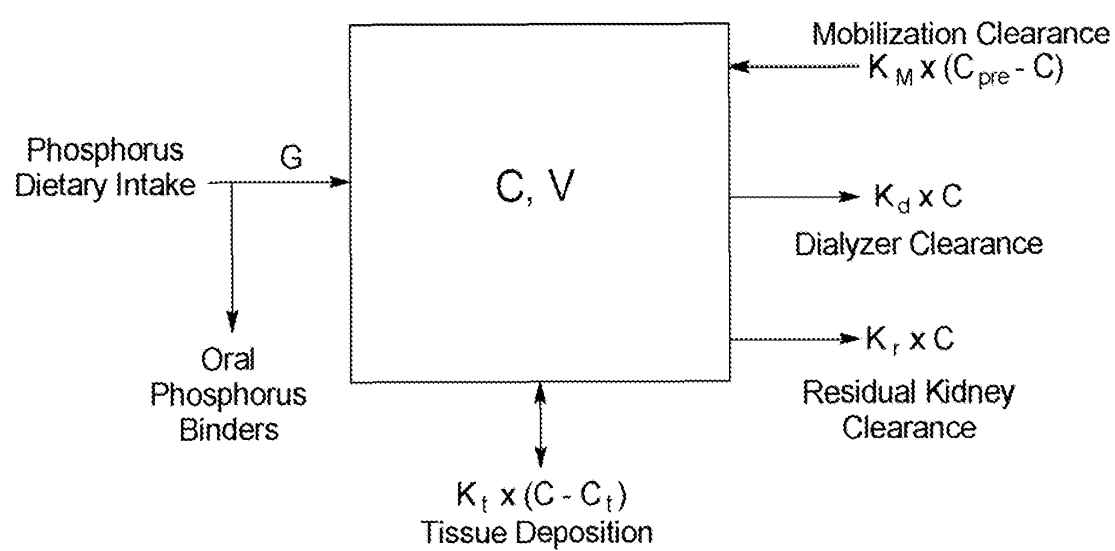 Phosphorus
Dietary Intake
G
Oral
Phosphorus
Binders
C, V
Mobilization Clearance
K_M x (C_pre - C)
K_d x C
Dialyzer Clearance
K_r x C
Residual Kidney
Clearance
K_t x (C - C_t)
Tissue Deposition